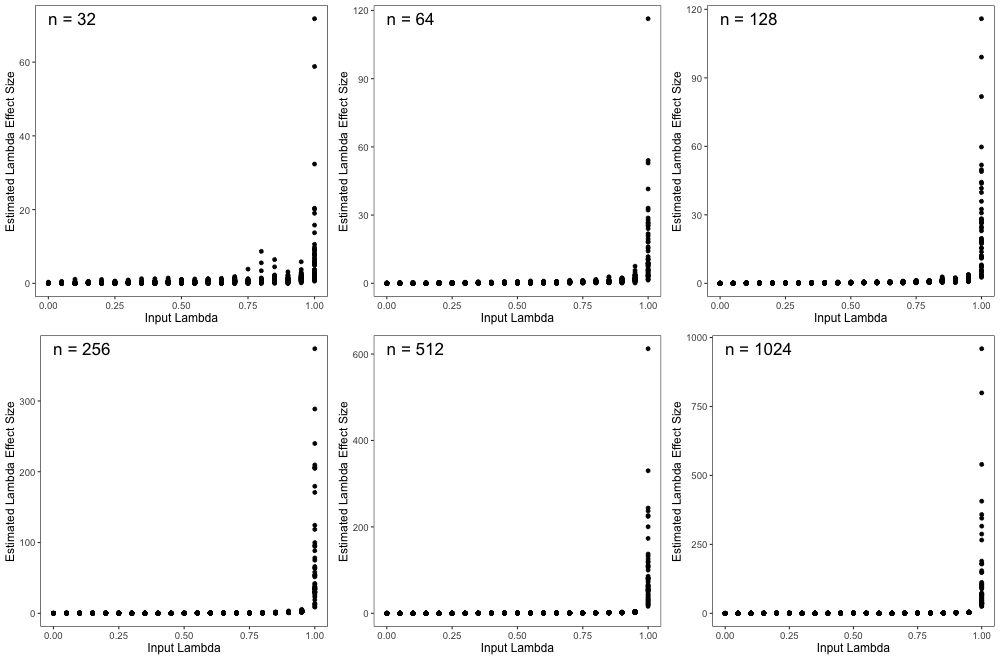 n = 32
Estimated Lambda Effect Size
60
40
20
0
0.00 0.25 0.50 0.75 1.00
Input Lambda
n = 64
Estimated Lambda Effect Size
120
90
60
30
0
0.00 0.25 0.50 0.75 1.00
Input Lambda
n = 128
Estimated Lambda Effect Size
120
90
60
30
0
0.00 0.25 0.50 0.75 1.00
Input Lambda
n = 256
Estimated Lambda Effect Size
300
200
100
0
0.00 0.25 0.50 0.75 1.00
Input Lambda
n = 512
Estimated Lambda Effect Size
600
400
200
0
0.00 0.25 0.50 0.75 1.00
Input Lambda
n = 1024
Estimated Lambda Effect Size
1000
750
500
250
0
0.00 0.25 0.50 0.75 1.00
Input Lambda